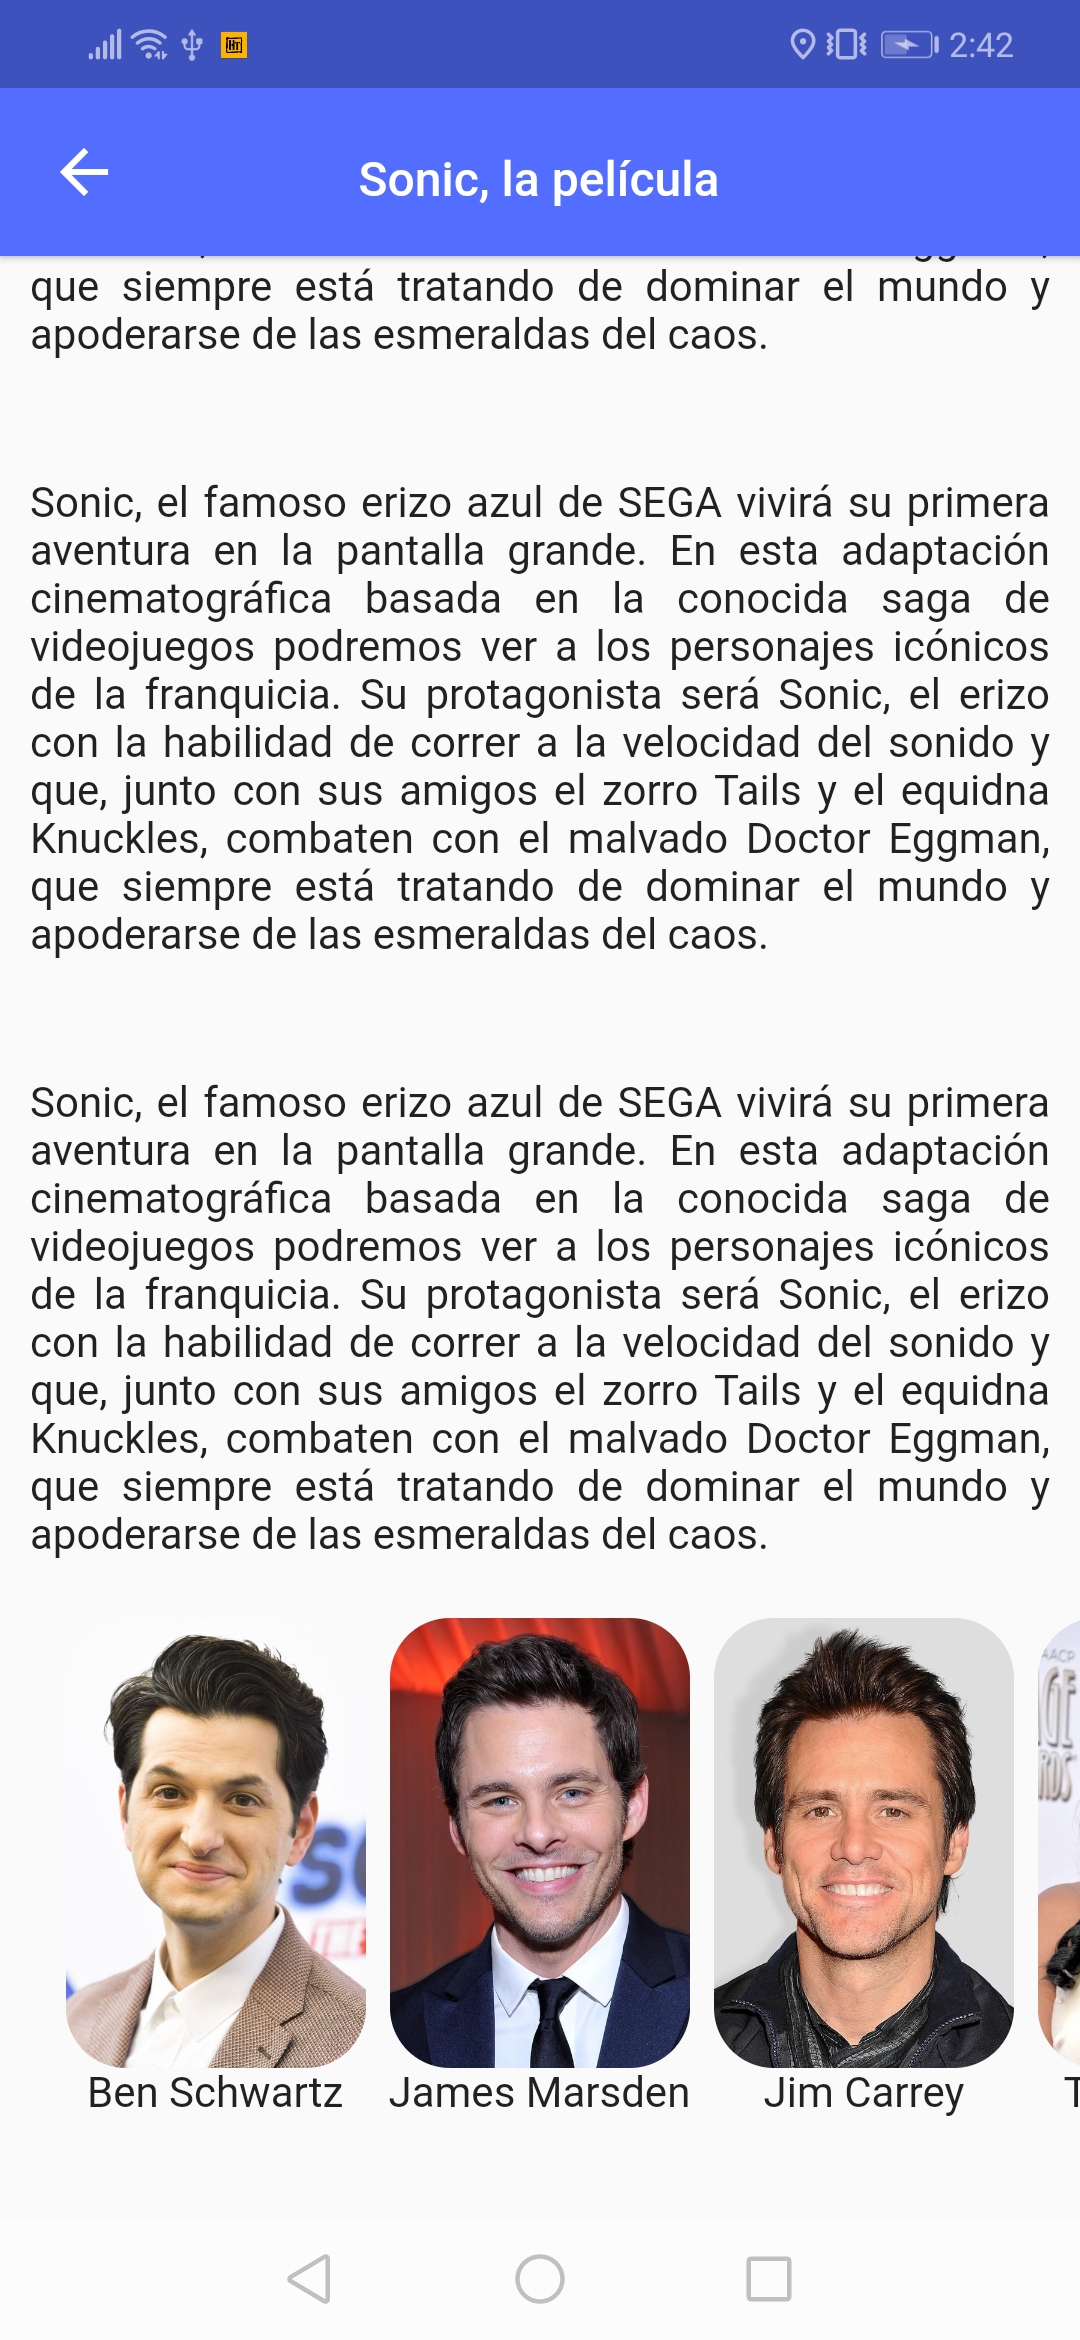 2:42
Sonic, la película
que siempre está tratando de dominar el mundo y
apoderarse de las esmeraldas del caos.
Sonic, el famoso erizo azul de SEGA vivirá su primera
aventura en la pantalla grande. En esta adaptación
cinematográfica basada en la conocida saga de
videojuegos podremos ver a los personajes icónicos
de la franquicia. Su protagonista será Sonic, el erizo
con la habilidad de correr a la velocidad del sonido y
que, junto con sus amigos el zorro Tails y el equidna
Knuckles, combaten con el malvado Doctor Eggman,
que siempre está tratando de dominar el mundo y
apoderarse de las esmeraldas del caos.
Sonic, el famoso erizo azul de SEGA vivirá su primera
aventura en la pantalla grande. En esta adaptación
cinematográfica basada en la conocida saga de
videojuegos podremos ver a los personajes icónicos
de la franquicia. Su protagonista será Sonic, el erizo
con la habilidad de correr a la velocidad del sonido y
que, junto con sus amigos el zorro Tails y el equidna
Knuckles, combaten con el malvado Doctor Eggman,
que siempre está tratando de dominar el mundo y
apoderarse de las esmeraldas del caos.
Ben Schwartz James Marsden Jim Carrey